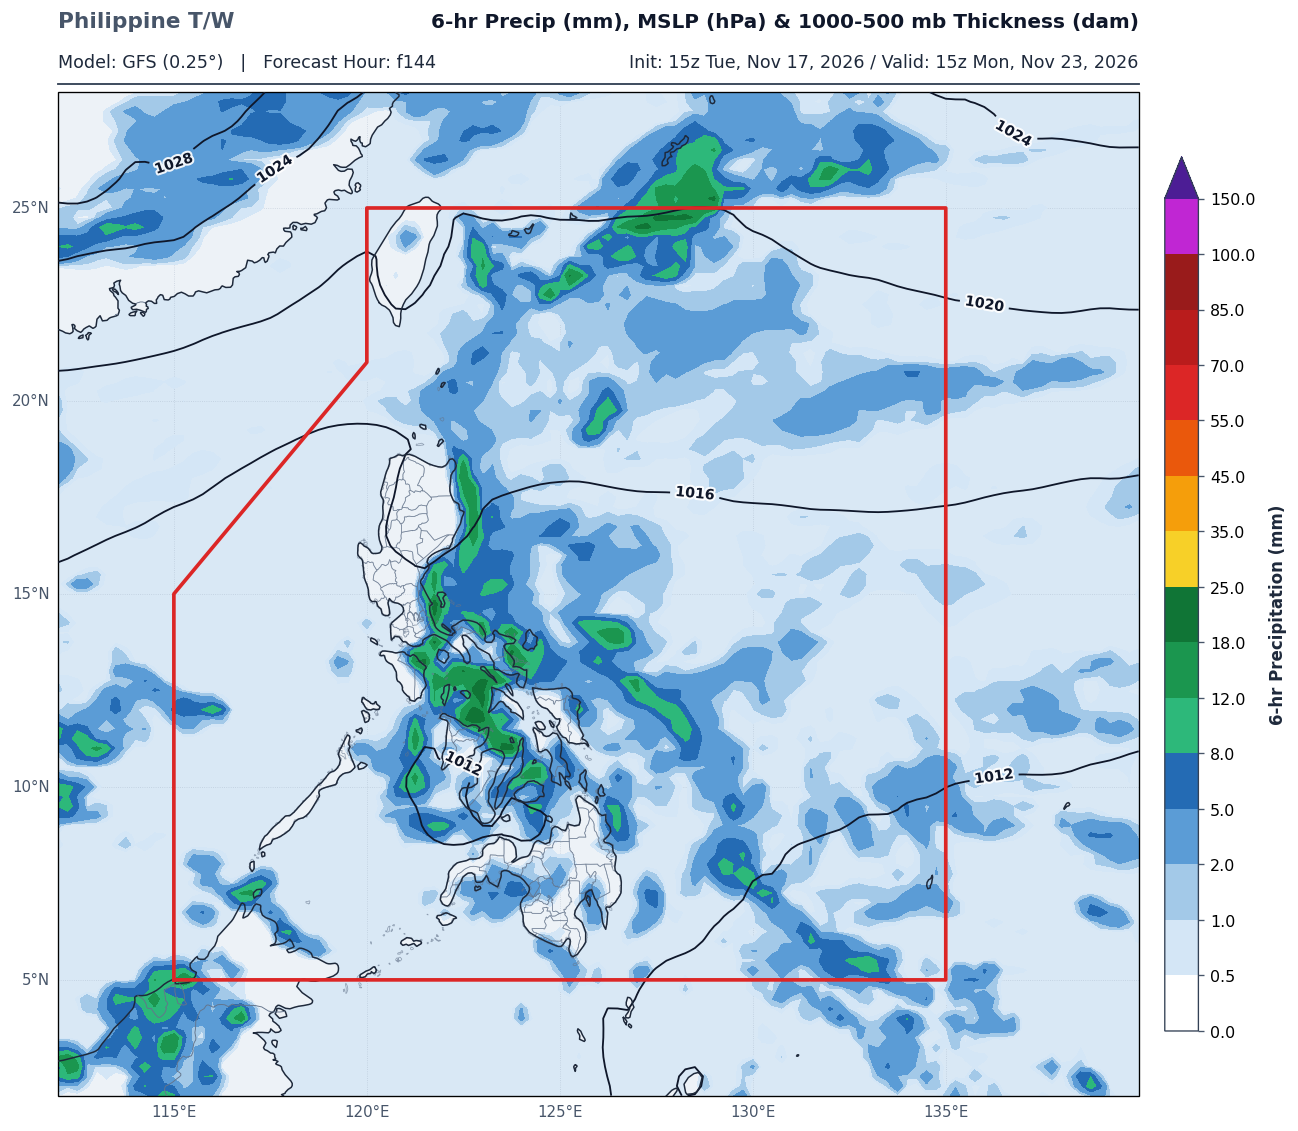 Philippine T/W
6-hr Precip (mm), MSLP (hPa) & 1000-500 mb Thickness (dam)
Model: GFS (0.25°) | Forecast Hour: f144
Init: 15z Tue, Nov 17, 2026 / Valid: 15z Mon, Nov 23, 2026
1024
1028
1024
1020
1016
1012
1012
25°N
20°N
15°N
10°N
5°N
115°E
120°E
125°E
130°E
135°E
150.0
100.0
85.0
70.0
55.0
45.0
35.0
25.0
18.0
12.0
8.0
5.0
2.0
1.0
0.5
0.0
6-hr Precipitation (mm)